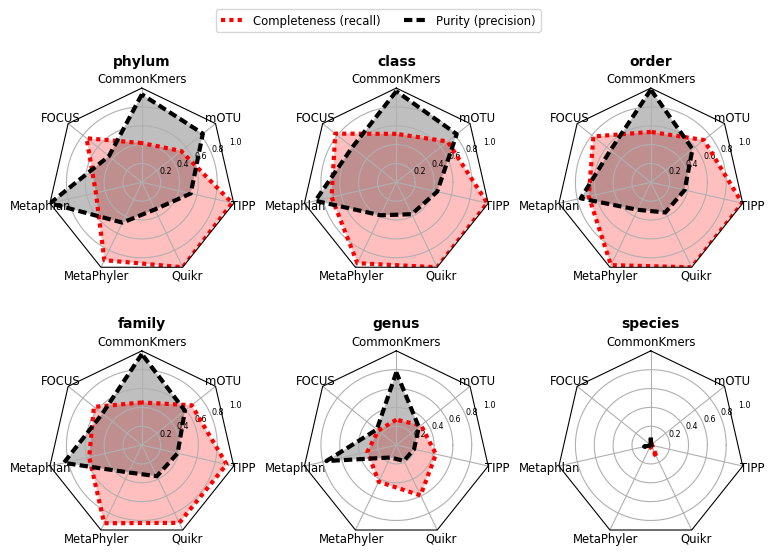 Completeness (recall) Purity (precision)
phylum class order
CommonKmers CommonKmers CommonKmers
FOCUS mOTU FOCUS mOTU FOCUS mOTU
0.2 0.4 0.6 0.8 1.0 0.2 0.4 0.6 0.8 1.0 0.2 0.4 0.6 0.8 1.0
Metaphlan TIPP Metaphlan TIPP Metaphlan TIPP
MetaPhyler Quikr MetaPhyler Quikr MetaPhyler Quikr
family genus species
CommonKmers CommonKmers CommonKmers
FOCUS mOTU FOCUS mOTU FOCUS mOTU
0.2 0.4 0.6 0.8 1.0 0.2 0.4 0.6 0.8 1.0 0.2 0.4 0.6 0.8 1.0
Metaphlan TIPP Metaphlan TIPP Metaphlan TIPP
MetaPhyler Quikr MetaPhyler Quikr MetaPhyler Quikr